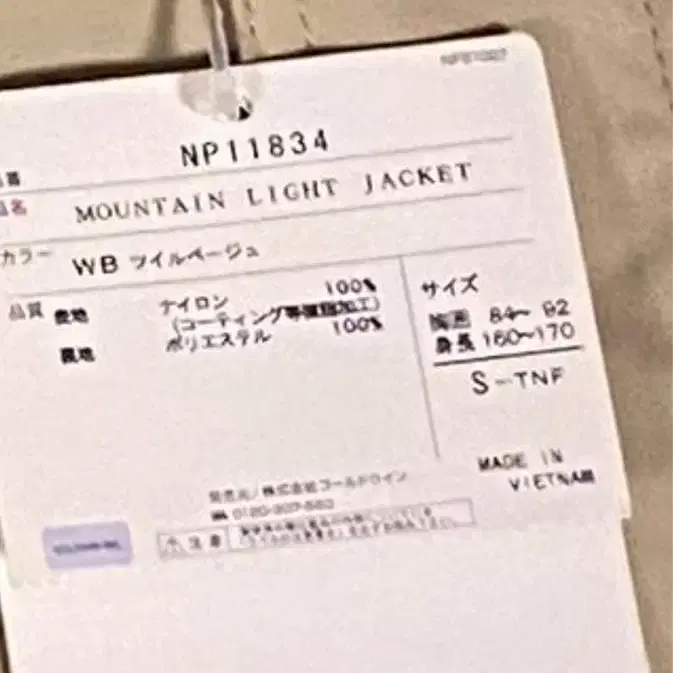 NP11834
品名 MOUNTAIN LIGHT JACKET
カラー WB ツイルベージュ
品質 表地 ナイロン 100%
(コーティング等樹脂加工)
裏地 ポリエステル 100%
サイズ
胸囲 84~ 92
身長 160~170
S-TNF
MADE IN
VIETNAM
発売元/株式会社ゴールドウイン
小 注 意